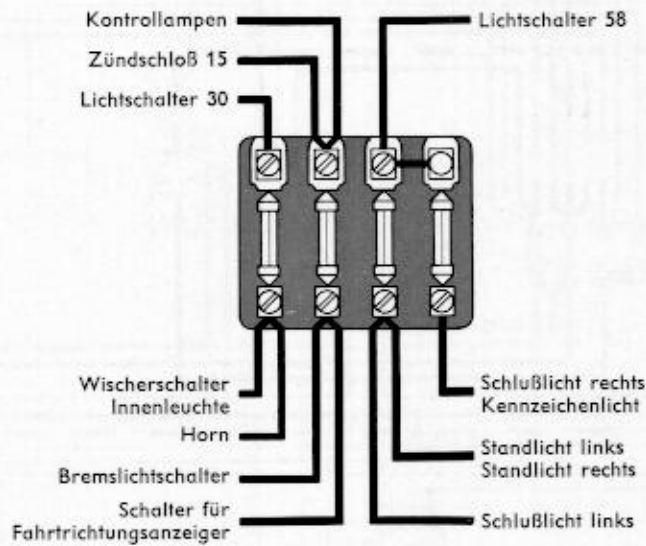 Kontrollampen
Zündschloß 15
Lichtschalter 30
Lichtschalter 58
Wischerschalter
Innenleuchte
Horn
Bremslichtschalter
Schalter für
Fahrtrichtungsanzeiger
Schlußlicht rechts
Kennzeichenlicht
Standlicht links
Standlicht rechts
Schlußlicht links